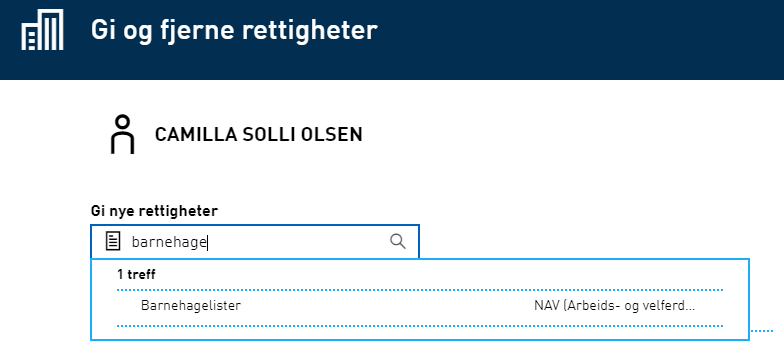 Gi og fjerne rettigheter
CAMILLA SOLLI OLSEN
Gi nye rettigheter
barnehage
1 treff
Barnehagelister NAV (Arbeids- og velferd...